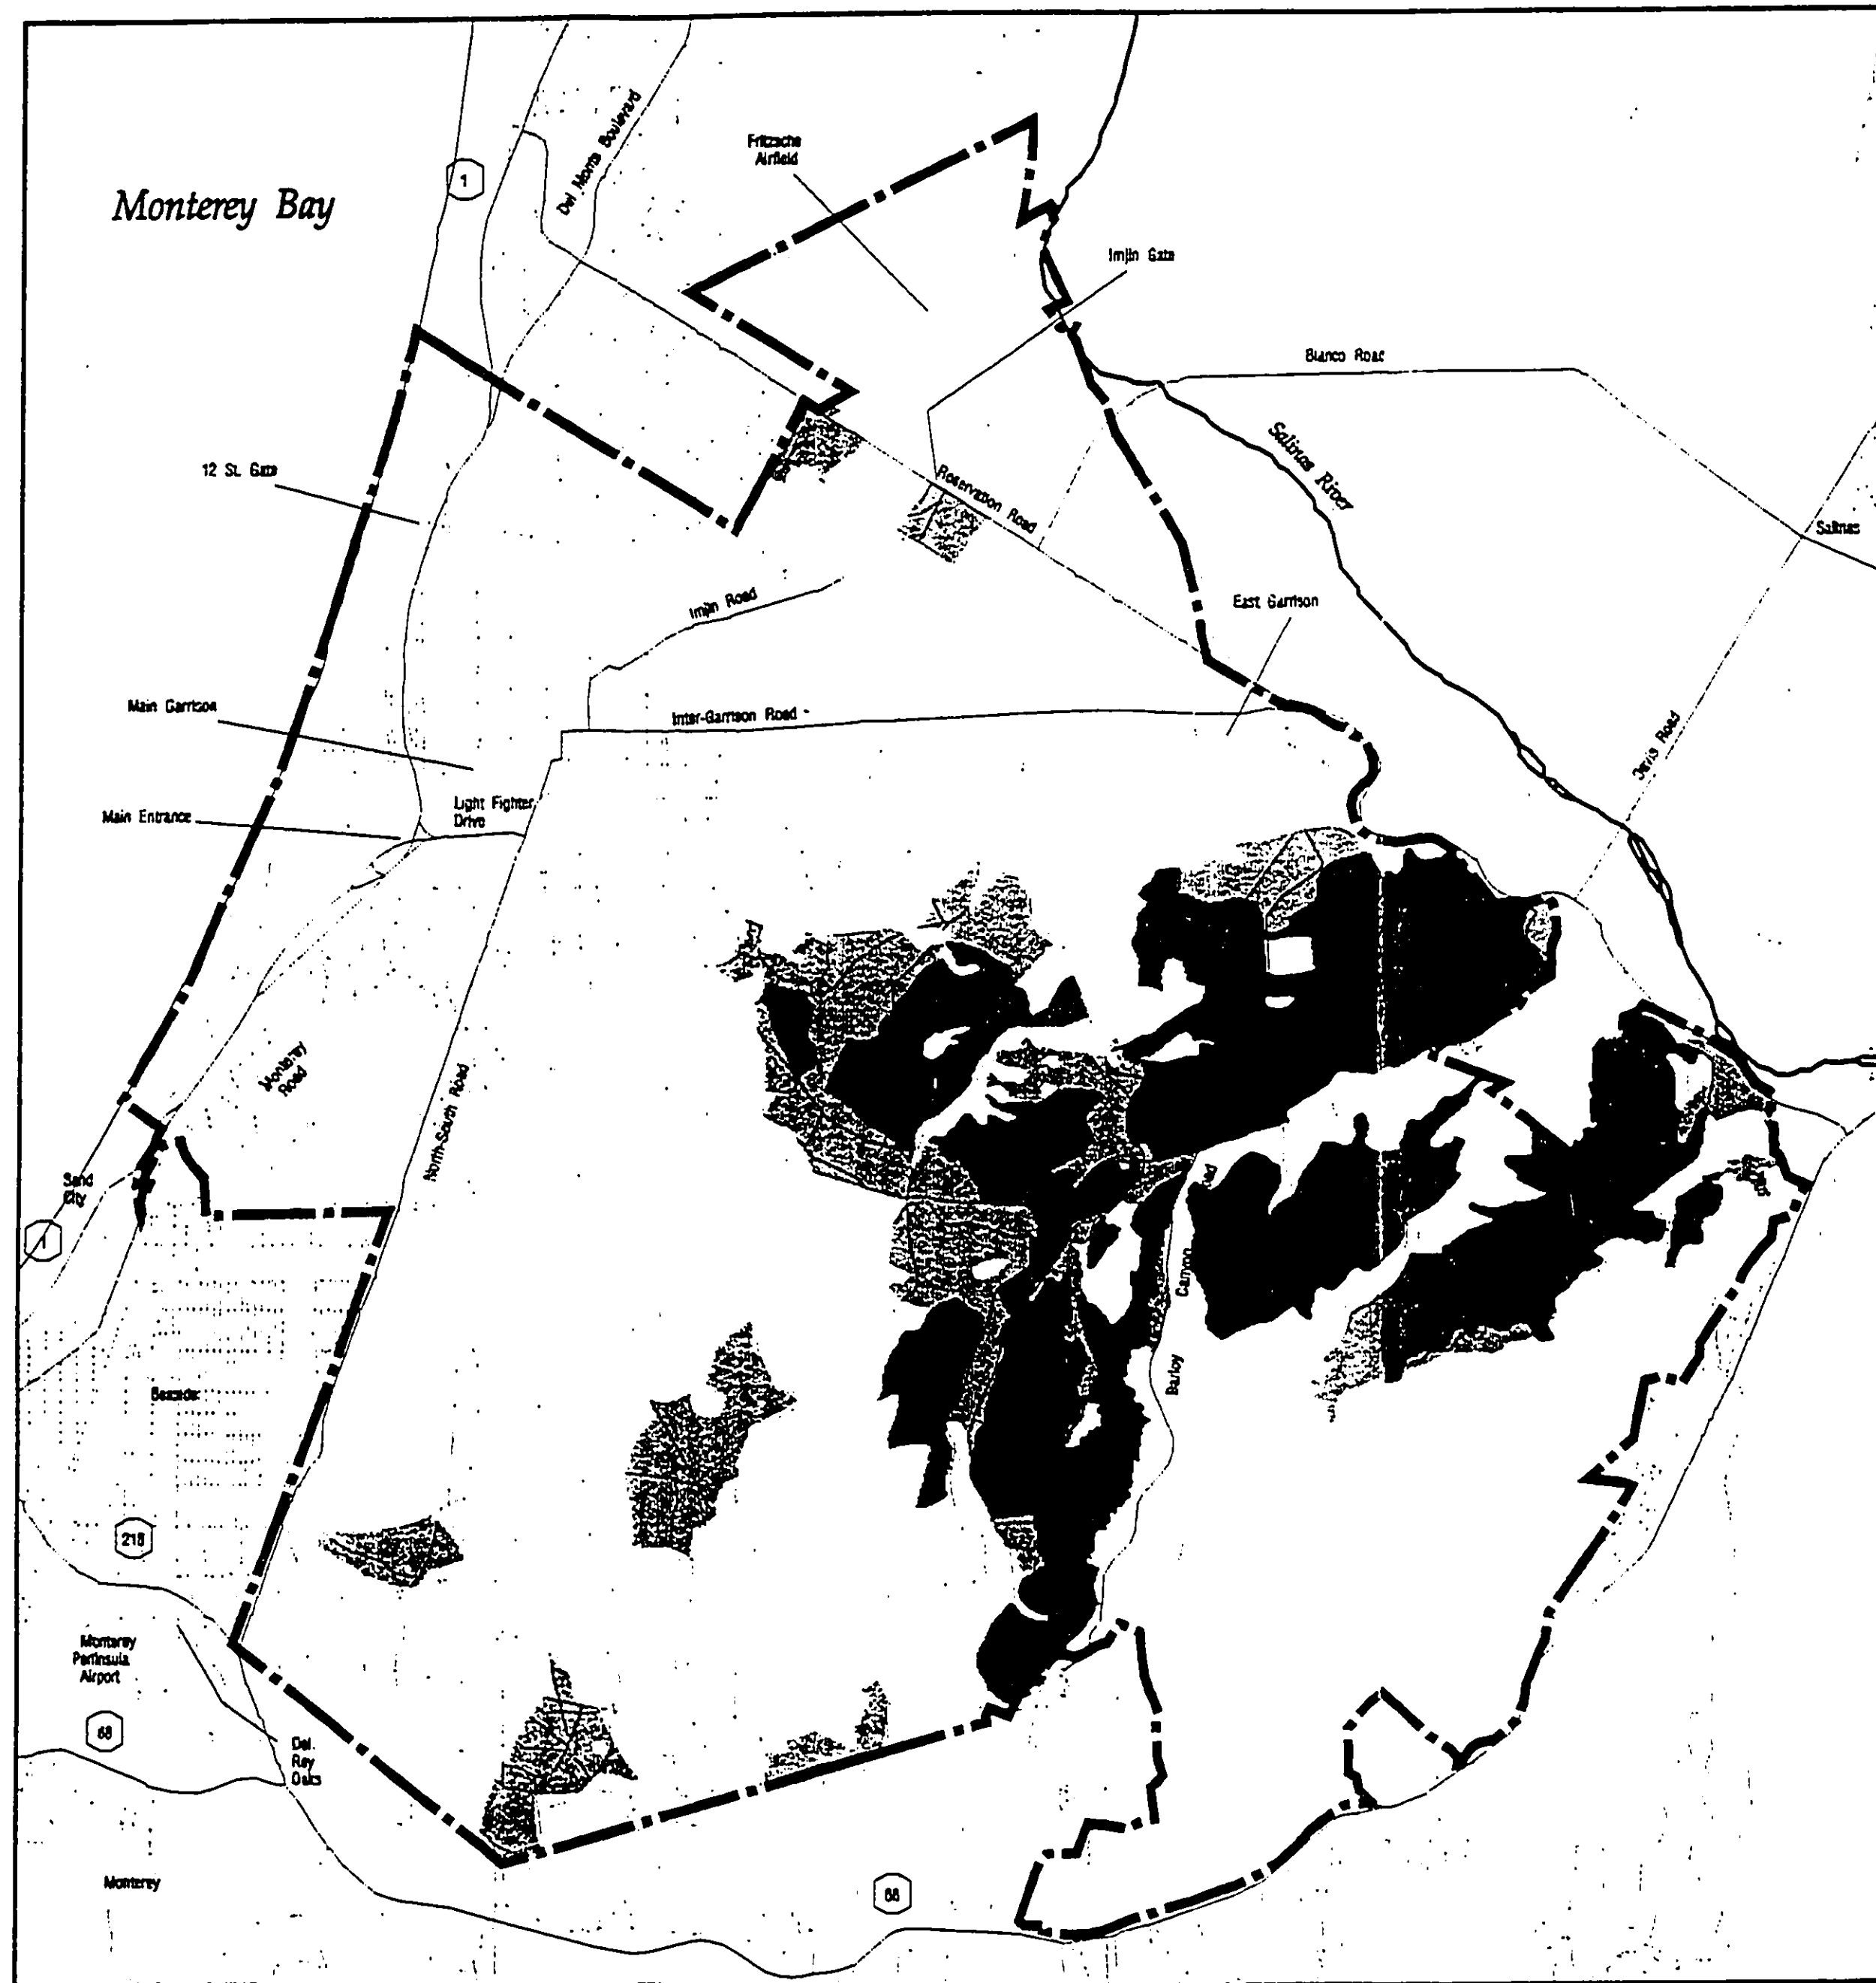 Monterey Bay
1
Del Monte Boulevard
Fritzsche
Airfield
Imjin Gate
Blanco Road
12 St. Gate
Salinas River
Reservation Road
Salinas
Imjin Road
East Garrison
Main Garrison
Inter-Garrison Road
Davis Road
Main Entrance
Light Fighter
Drive
Monterey
Road
North-South Road
Sand
City
1
Barloy Canyon Road
Seaside
218
Monterey
Peninsula
Airport
68
Del
Rey
Oaks
Monterey
68